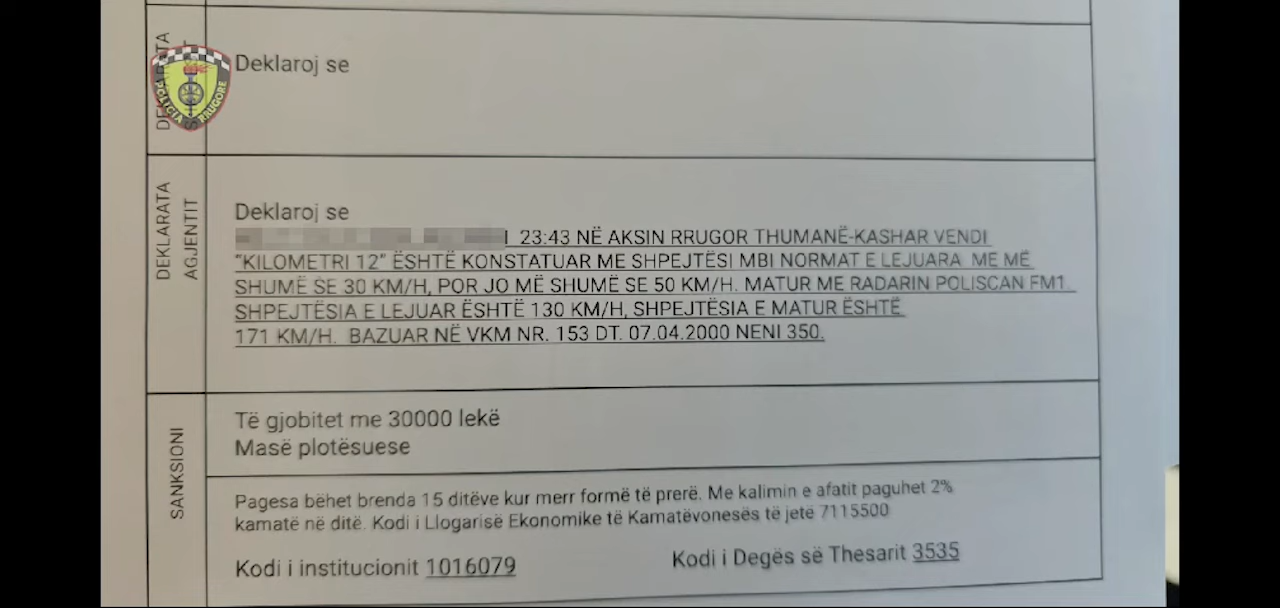 DEKLARATA
POLICIA RRUGORE
Deklaroj se
DEKLARATA
AGJENTIT
Deklaroj se
23:43 NË AKSIN RRUGOR THUMANË-KASHAR VENDI
"KILOMETRI 12" ËSHTË KONSTATUAR ME SHPEJTËSI MBI NORMAT E LEJUARA ME MË
SHUMË SE 30 KM/H, POR JO MË SHUMË SE 50 KM/H. MATUR ME RADARIN POLISCAN FM1.
SHPEJTËSIA E LEJUAR ËSHTË 130 KM/H, SHPEJTËSIA E MATUR ËSHTË
171 KM/H. BAZUAR NË VKM NR. 153 DT. 07.04.2000 NENI 350.
SANKSIONI
Të gjobitet me 30000 lekë
Masë plotësuese
Pagesa bëhet brenda 15 ditëve kur merr formë të prerë. Me kalimin e afatit paguhet 2%
kamatë në ditë. Kodi i Llogarisë Ekonomike të Kamatëvonesës të jetë 7115500
Kodi i institucionit 1016079
Kodi i Degës së Thesarit 3535